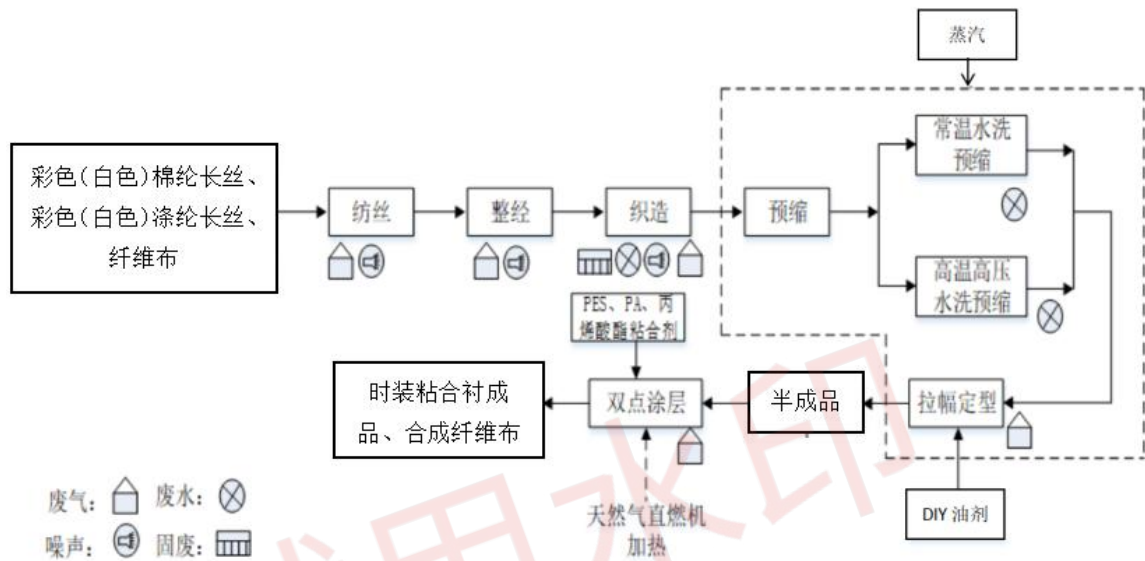 蒸汽
彩色(白色)棉纶长丝、
彩色(白色)涤纶长丝、
纤维布
纺丝
整经
织造
预缩
常温水洗
预缩
高温高压
水洗预缩
PES、PA、丙
烯酸酯粘合剂
时装粘合衬成
品、合成纤维布
双点涂层
半成品
拉幅定型
天然气直燃机
加热
DIY 油剂
废气:
废水:
噪声:
固废:
用水印